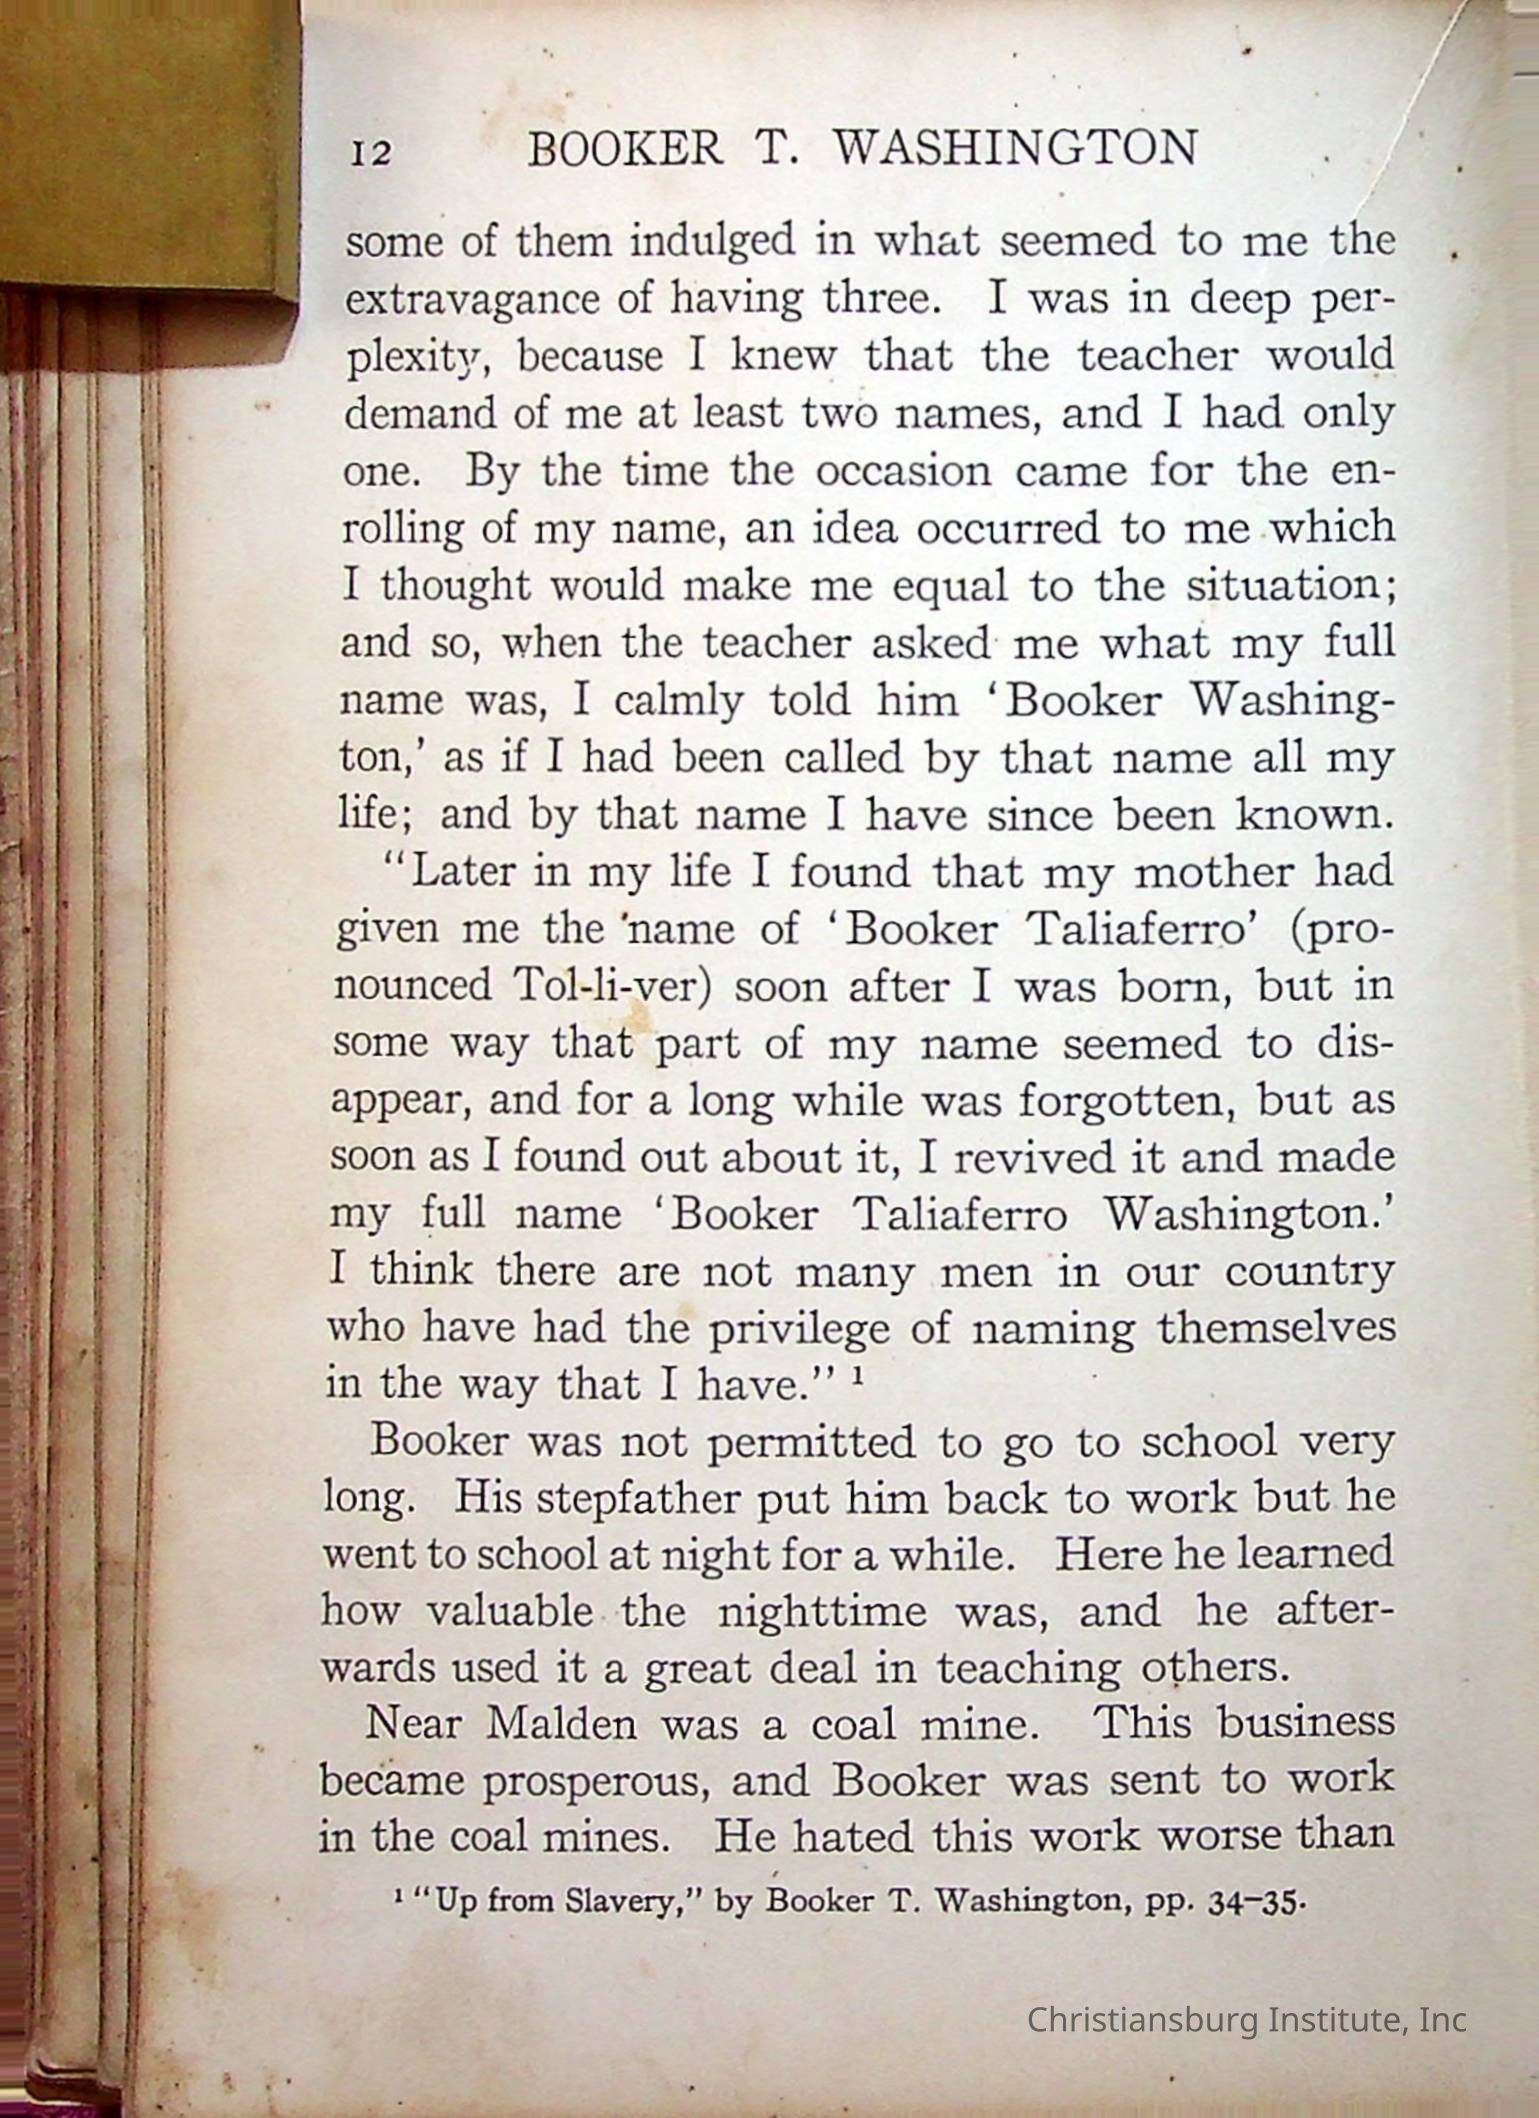 12 BOOKER T. WASHINGTON
some of them indulged in what seemed to me the
extravagance of having three. I was in deep per-
plexity, because I knew that the teacher would
demand of me at least two names, and I had only
one. By the time the occasion came for the en-
rolling of my name, an idea occurred to me which
I thought would make me equal to the situation;
and so, when the teacher asked me what my full
name was, I calmly told him ‘Booker Washing-
ton,’ as if I had been called by that name all my
life; and by that name I have since been known.
“Later in my life I found that my mother had
given me the name of ‘Booker Taliaferro’ (pro-
nounced Tol-li-ver) soon after I was born, but in
some way that part of my name seemed to dis-
appear, and for a long while was forgotten, but as
soon as I found out about it, I revived it and made
my full name ‘Booker Taliaferro Washington.’
I think there are not many men in our country
who have had the privilege of naming themselves
in the way that I have.” ¹
Booker was not permitted to go to school very
long. His stepfather put him back to work but he
went to school at night for a while. Here he learned
how valuable the nighttime was, and he after-
wards used it a great deal in teaching others.
Near Malden was a coal mine. This business
became prosperous, and Booker was sent to work
in the coal mines. He hated this work worse than
¹ “Up from Slavery,” by Booker T. Washington, pp. 34–35.
Christiansburg Institute, Inc